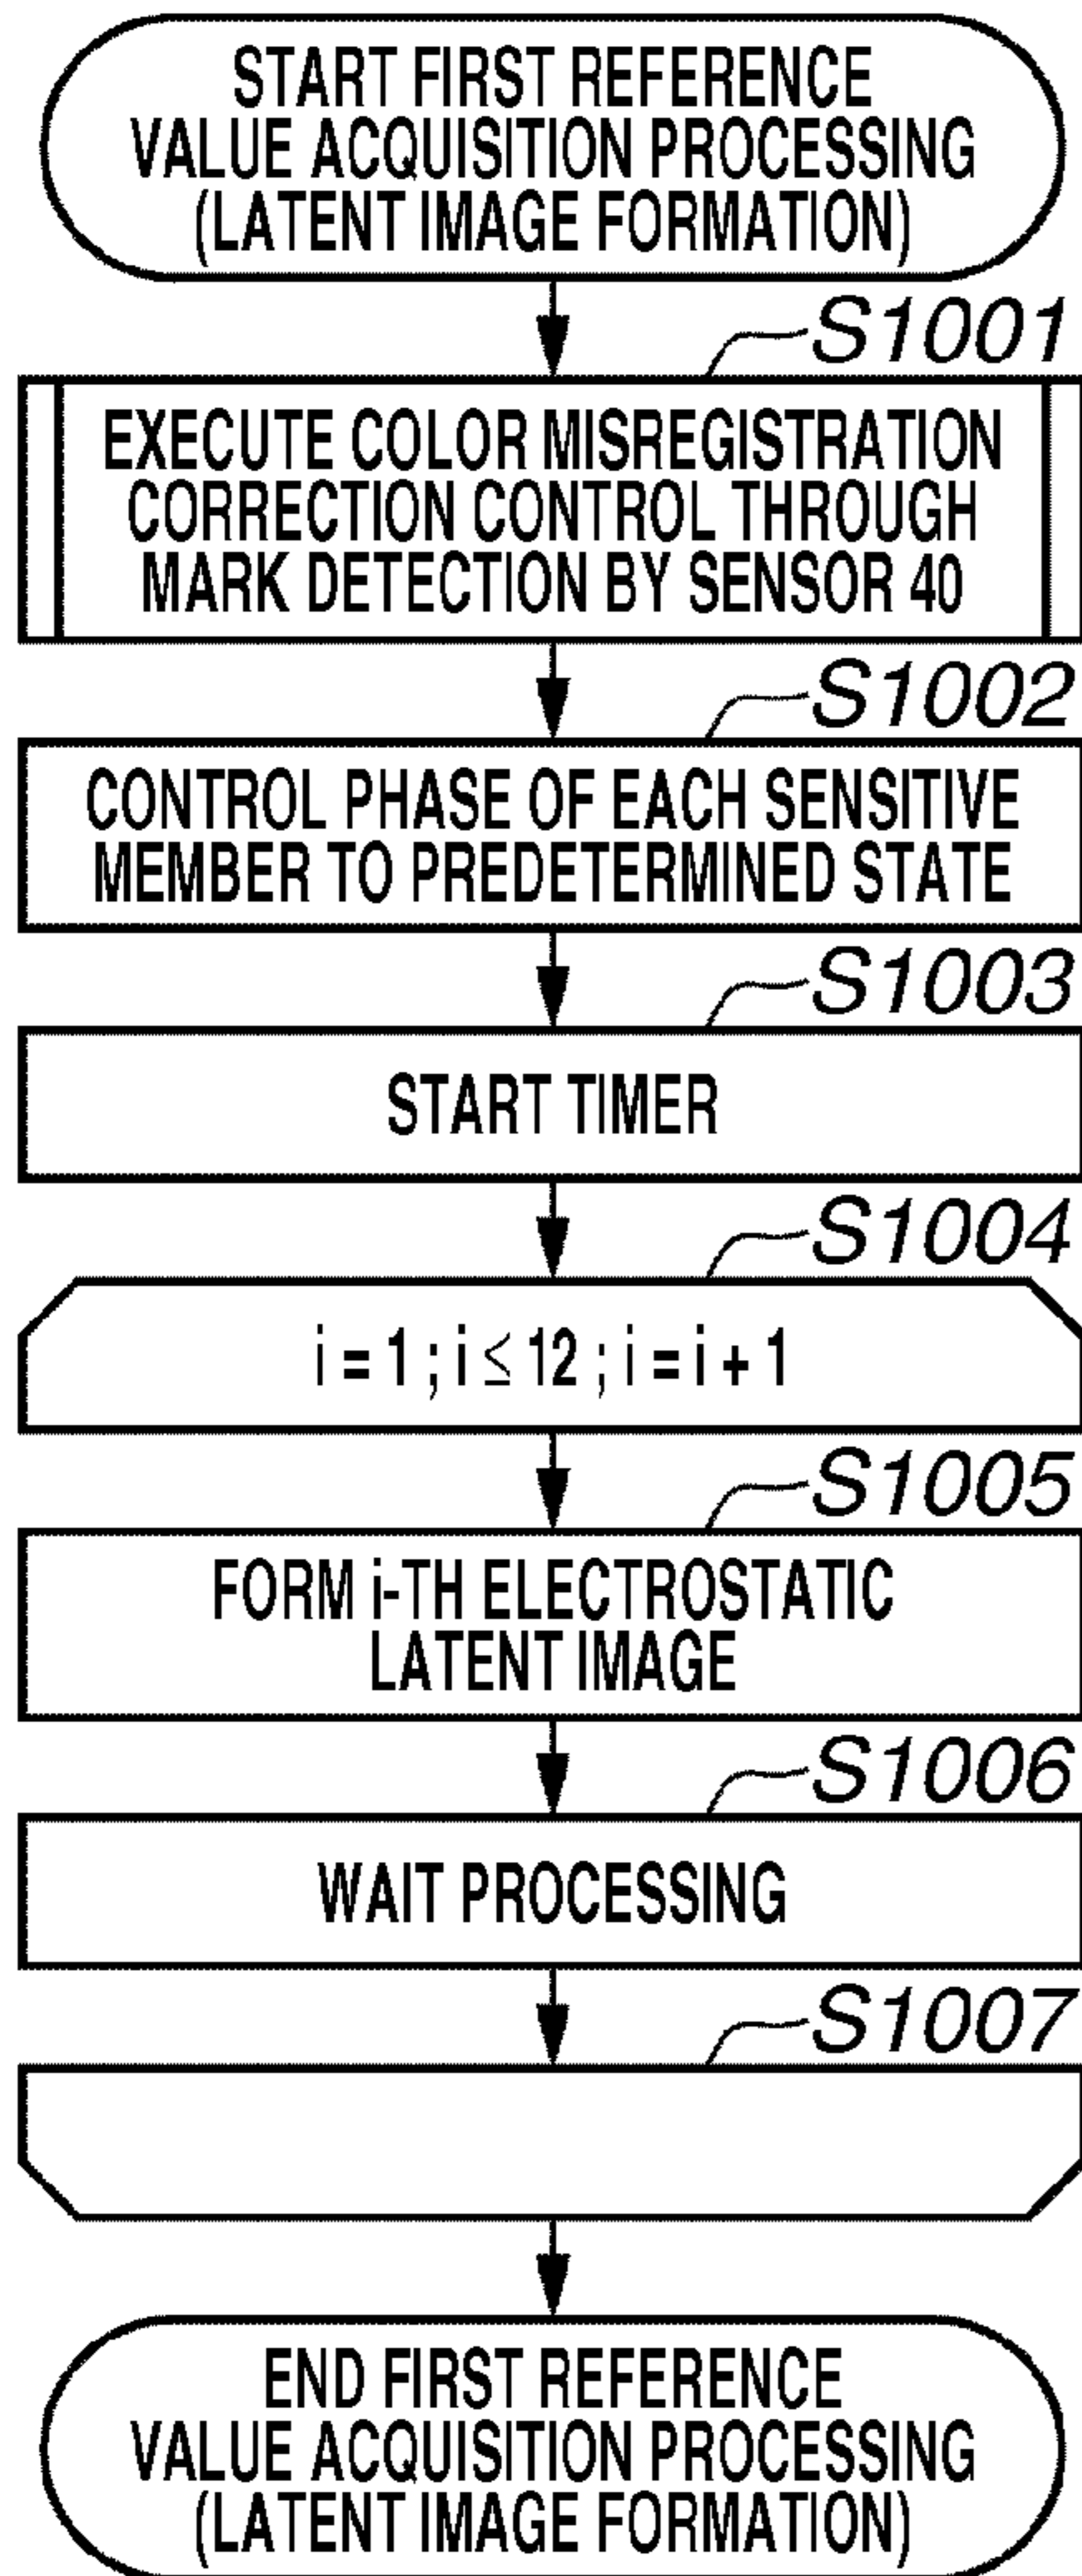 START FIRST REFERENCE
VALUE ACQUISITION PROCESSING
(LATENT IMAGE FORMATION)
S1001
EXECUTE COLOR MISREGISTRATION
CORRECTION CONTROL THROUGH
MARK DETECTION BY SENSOR 40
S1002
CONTROL PHASE OF EACH SENSITIVE
MEMBER TO PREDETERMINED STATE
S1003
START TIMER
S1004
i = 1 ; i ≤ 12 ; i = i + 1
S1005
FORM i-TH ELECTROSTATIC
LATENT IMAGE
S1006
WAIT PROCESSING
S1007
END FIRST REFERENCE
VALUE ACQUISITION PROCESSING
(LATENT IMAGE FORMATION)